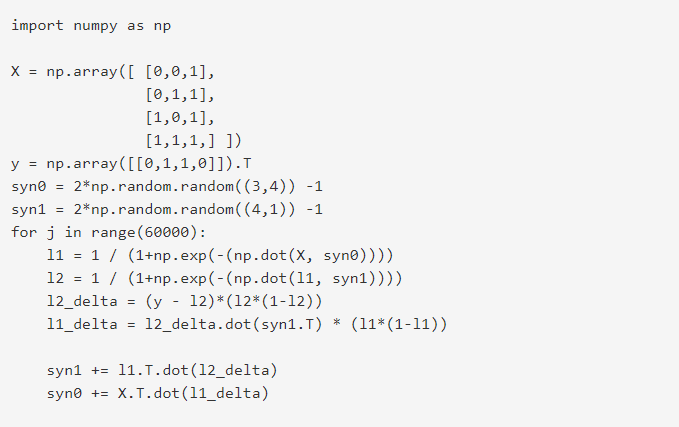 import numpy as np
X = np.array([ [0,0,1],
[0,1,1],
[1,0,1],
[1,1,1,] ])
y = np.array([[0,1,1,0]]).T
syn0 = 2*np.random.random((3,4)) -1
syn1 = 2*np.random.random((4,1)) -1
for j in range(60000):
l1 = 1 / (1+np.exp(-(np.dot(X, syn0))))
l2 = 1 / (1+np.exp(-(np.dot(l1, syn1))))
l2_delta = (y - l2)*(l2*(1-l2))
l1_delta = l2_delta.dot(syn1.T) * (l1*(1-l1))
syn1 += l1.T.dot(l2_delta)
syn0 += X.T.dot(l1_delta)